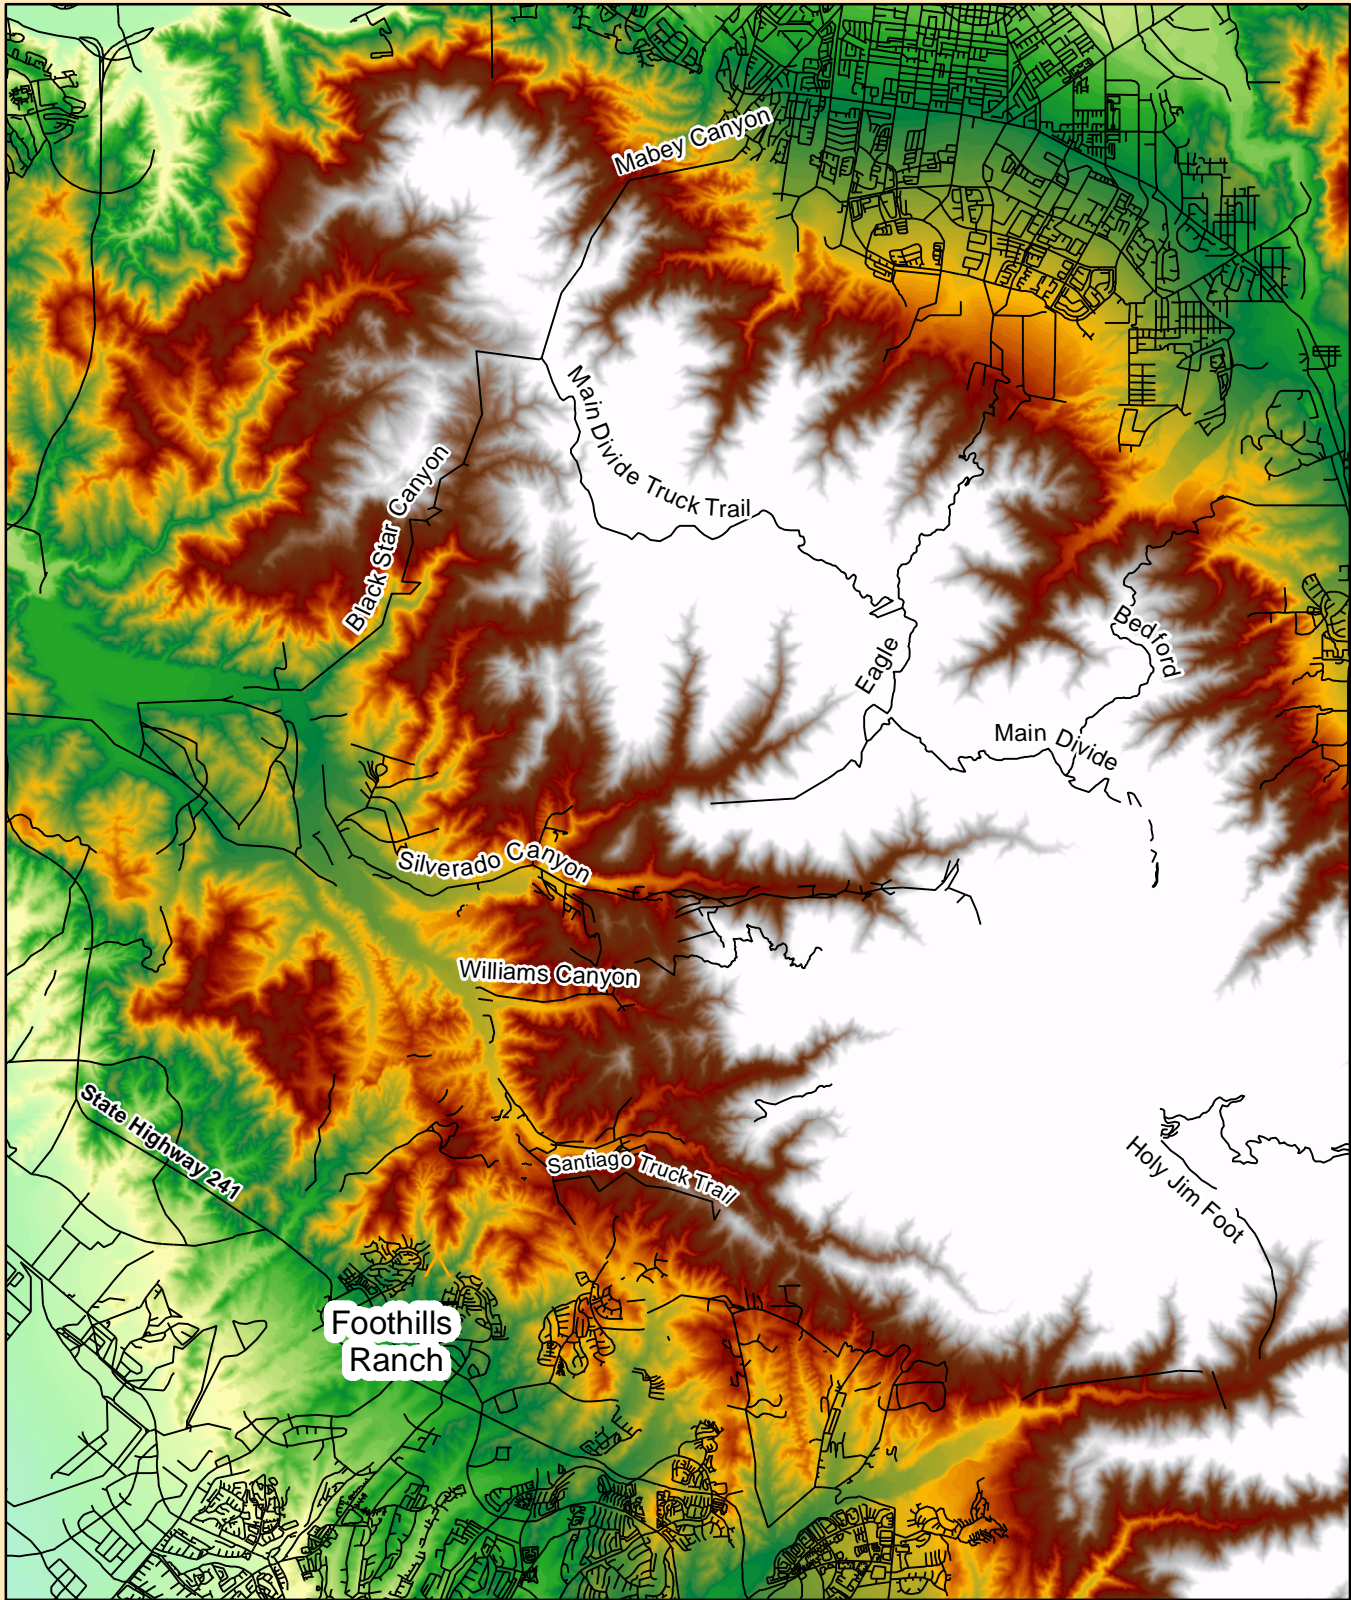 Mabey Canyon
Main Divide Truck Trail
Black Star Canyon
Bedford
Eagle
Main Divide
Silverado Canyon
Williams Canyon
State Highway 241
Santiago Truck Trail
Holy Jim Foot
Foothills
Ranch